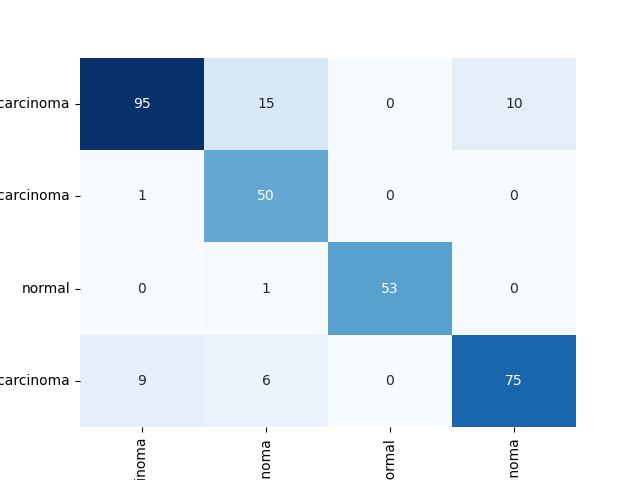 carcinoma 95 15 0 10
carcinoma 1 50 0 0
normal 0 1 53 0
carcinoma 9 6 0 75
inoma noma ormal noma